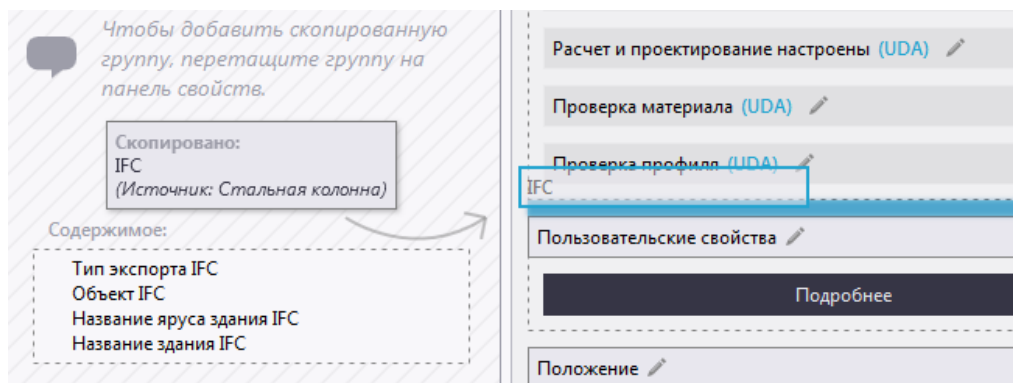 Чтобы добавить скопированную
группу, перетащите группу на
панель свойств.
Скопировано:
IFC
(Источник: Стальная колонна)
Содержимое:
Тип экспорта IFC
Объект IFC
Название яруса здания IFC
Название здания IFC
Расчет и проектирование настроены (UDA)
Проверка материала (UDA)
Проверка профиля (UDA)
IFC
Пользовательские свойства
Подробнее
Положение